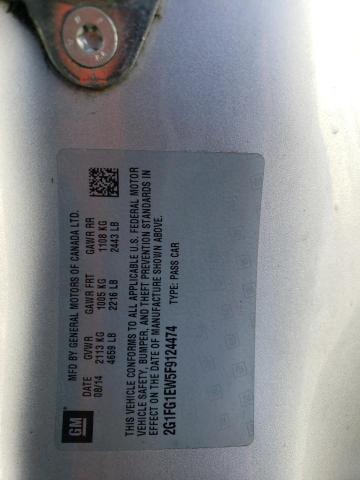 GM
MFD BY GENERAL MOTORS OF CANADA LTD.
DATE GVWR GAWR FRT GAWR RR
08/14 2113 KG 1005 KG 1108 KG
4659 LB 2216 LB 2443 LB
THIS VEHICLE CONFORMS TO ALL APPLICABLE U.S. FEDERAL MOTOR
VEHICLE SAFETY, BUMPER, AND THEFT PREVENTION STANDARDS IN
EFFECT ON THE DATE OF MANUFACTURE SHOWN ABOVE.
2G1FG1EW5F9124474 TYPE: PASS CAR